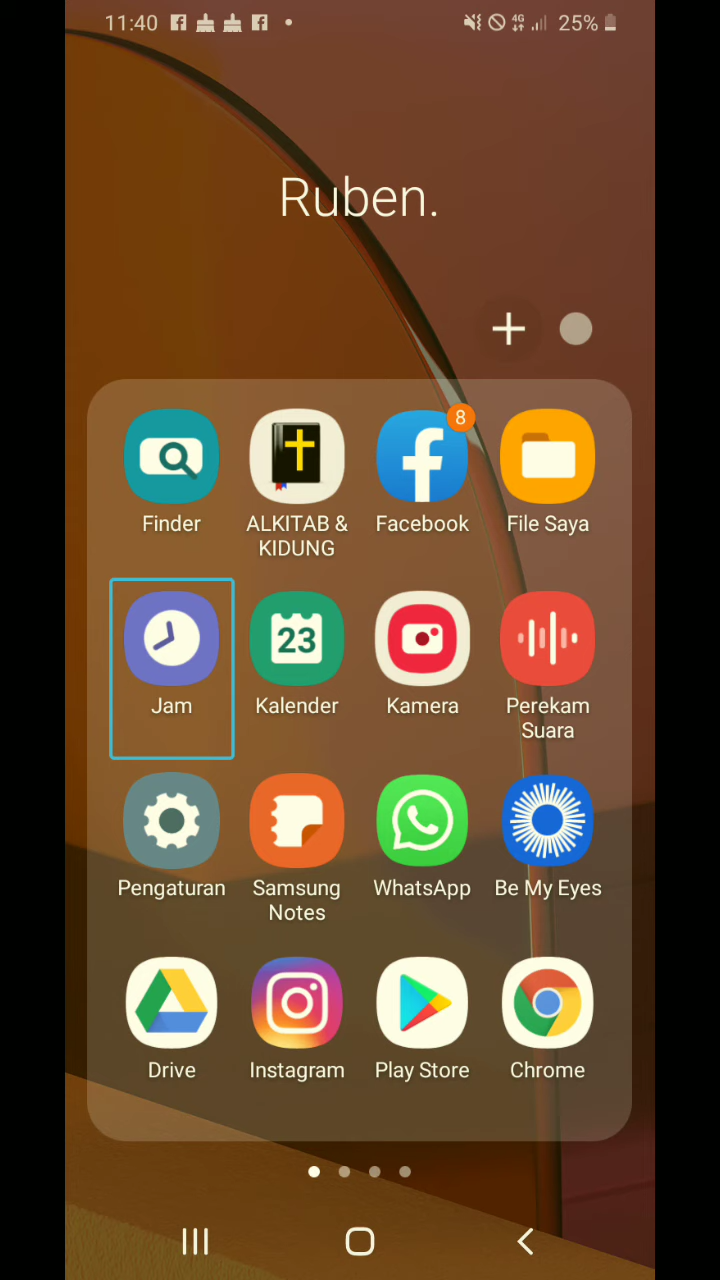 11:40
4G
25%
Ruben.
8
Finder
ALKITAB &
KIDUNG
Facebook
File Saya
23
Jam
Kalender
Kamera
Perekam
Suara
Pengaturan
Samsung
Notes
WhatsApp
Be My Eyes
Drive
Instagram
Play Store
Chrome